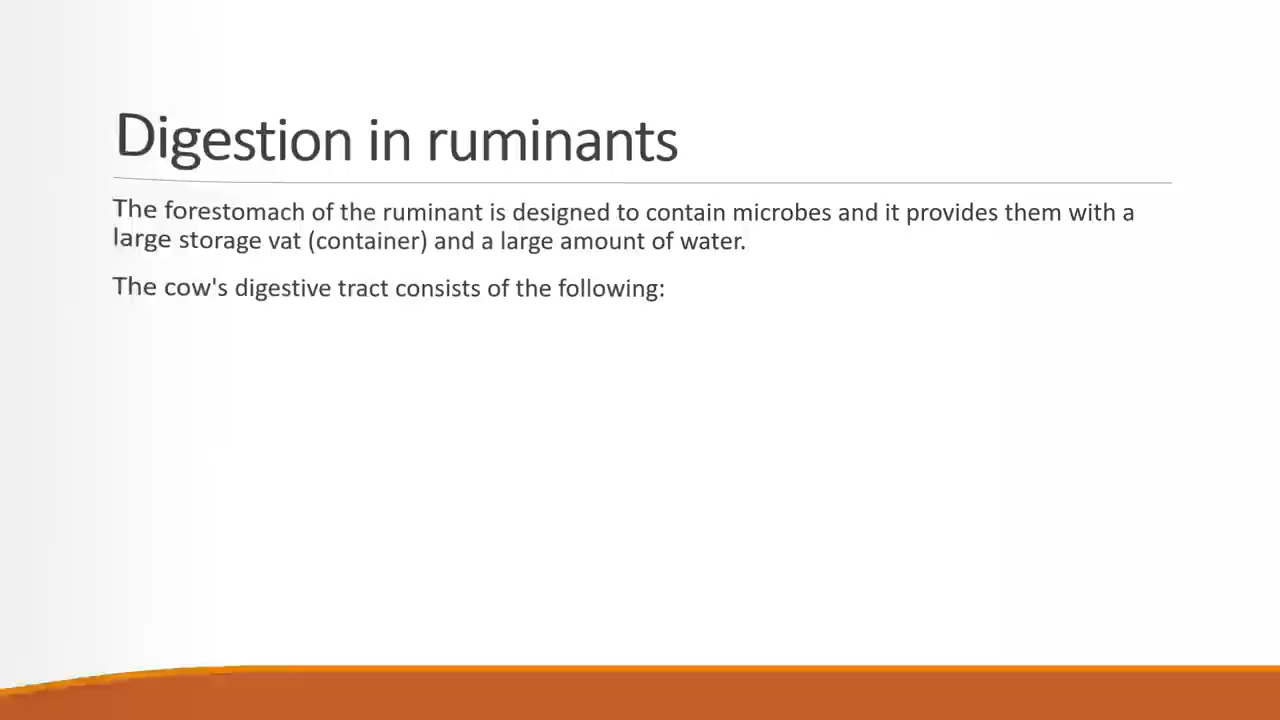 Digestion in ruminants
The forestomach of the ruminant is designed to contain microbes and it provides them with a
large storage vat (container) and a large amount of water.
The cow's digestive tract consists of the following: